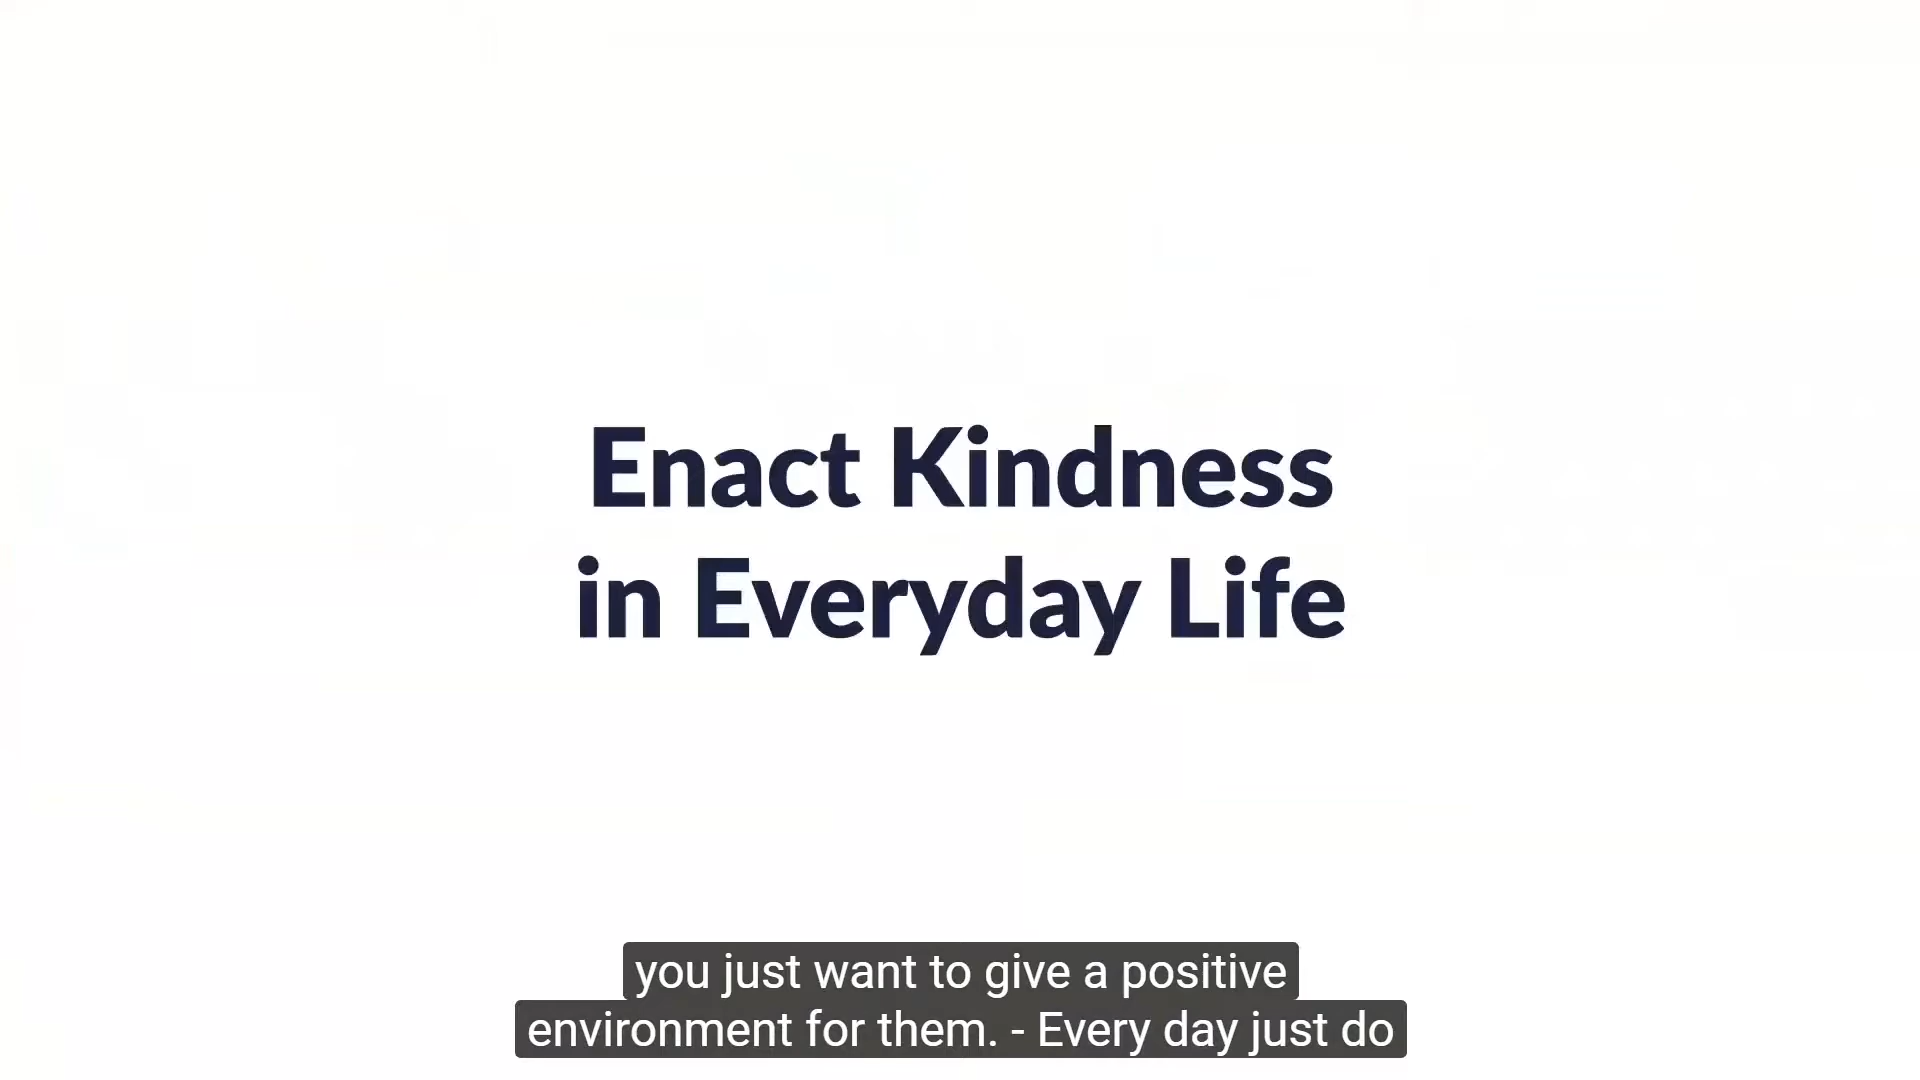 Enact Kindness
in Everyday Life
you just want to give a positive
environment for them. - Every day just do